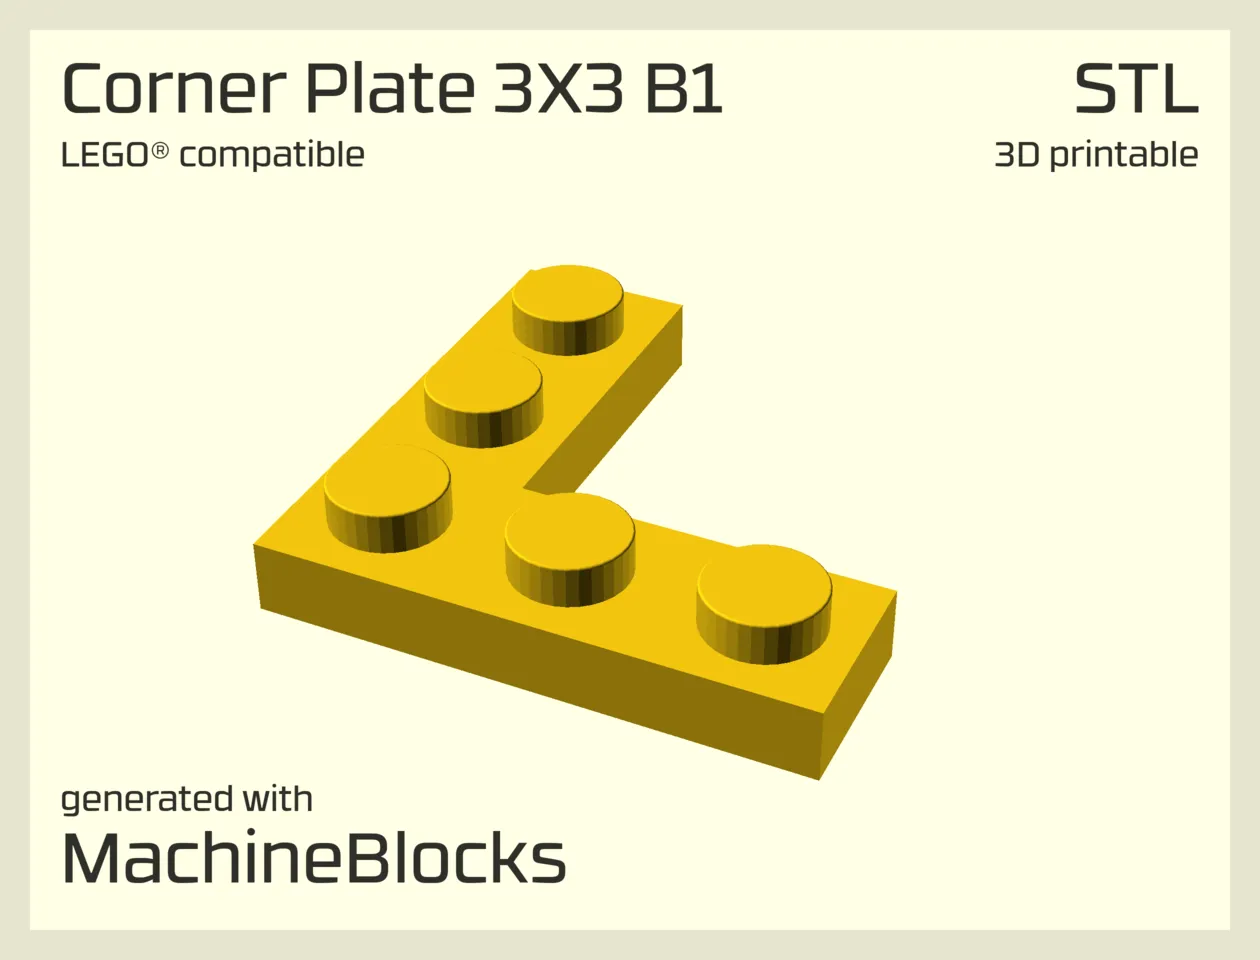 Corner Plate 3X3 B1
STL
LEGO® compatible
3D printable
generated with
MachineBlocks